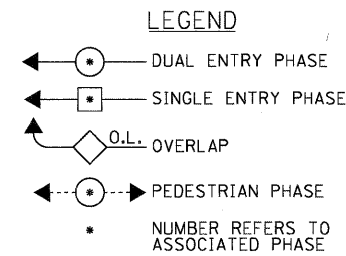 LEGEND
* DUAL ENTRY PHASE
* SINGLE ENTRY PHASE
O.L. OVERLAP
* PEDESTRIAN PHASE
* NUMBER REFERS TO
ASSOCIATED PHASE